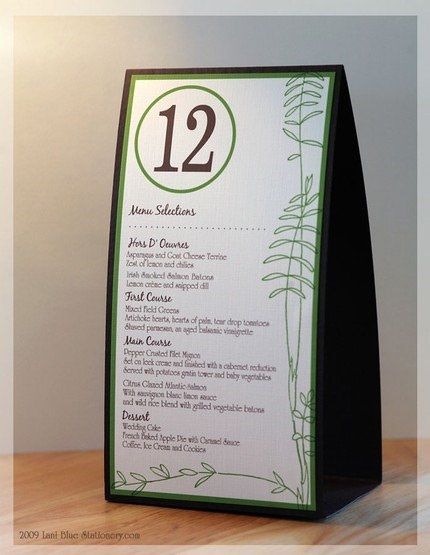 12
Menu Selections
Hors D' Oeuvres
Asparagus and Goat Cheese Terrine
Zest of lemon and chilies
Irish Smoked Salmon Batons
Lemon crème and snipped dill
First Course
Mixed Field Greens
Artichoke hearts, hearts of palm, tear drop tomatoes
Shaved parmesan, an aged balsamic vinaigrette
Main Course
Pepper Crusted Filet Mignon
Set on leek creme and finished with a cabernet reduction
Served with potatoes gratin tower and baby vegetables
Citrus Glazed Atlantic Salmon
With sauvignon blanc lemon sauce
and wild rice blend with grilled vegetable batons
Dessert
Wedding Cake
French Baked Apple Pie with Caramel Sauce
Coffee, Ice Cream and Cookies
2009 Lani Blue Stationery.com